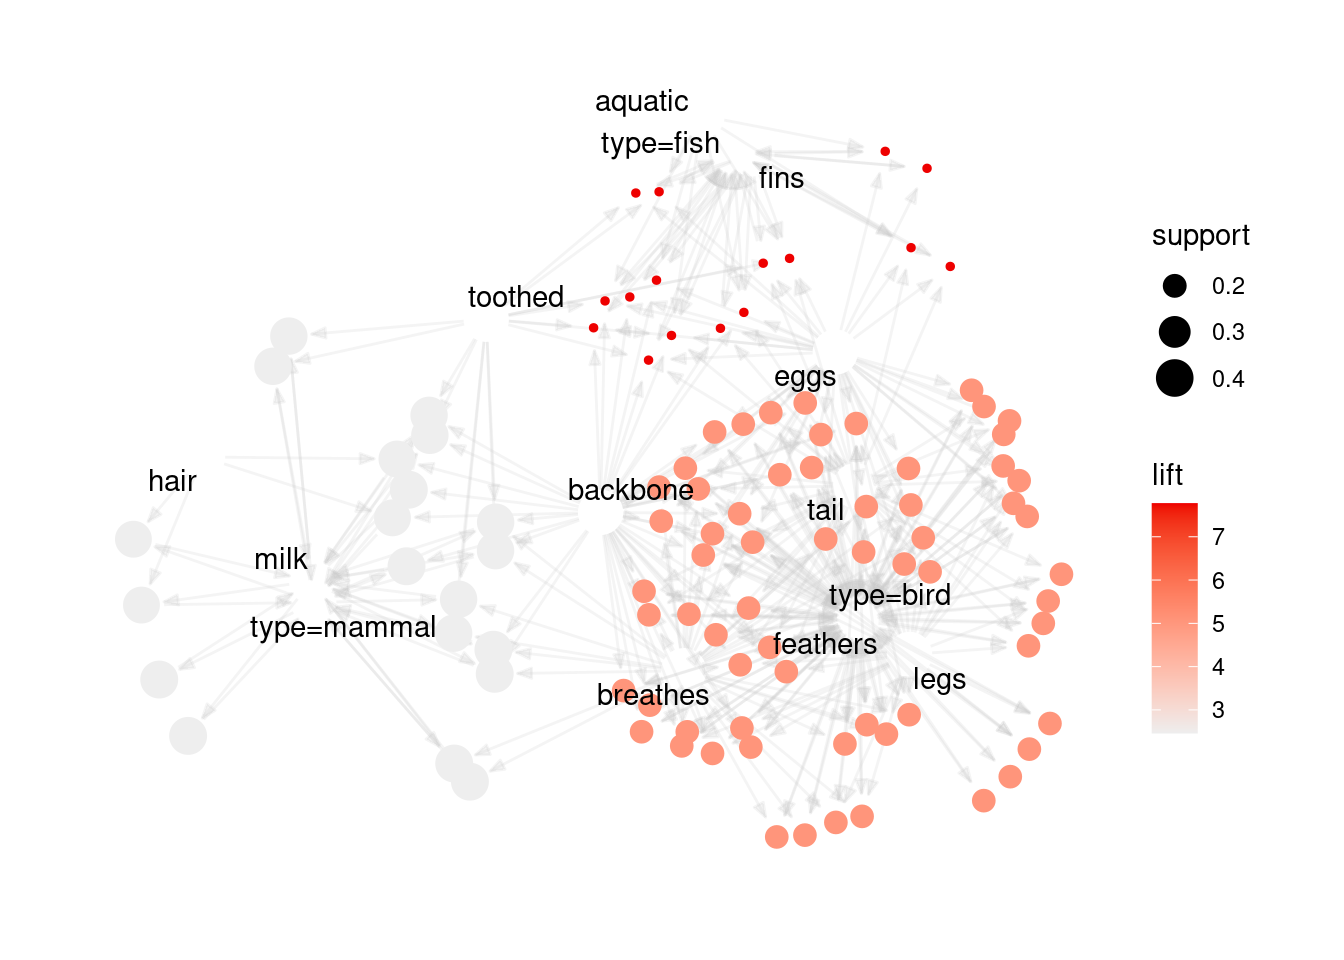 aquatic
type=fish
fins
toothed
eggs
hair
backbone
tail
milk
type=bird
type=mammal
feathers
legs
breathes
support
0.2
0.3
0.4
lift
7
6
5
4
3